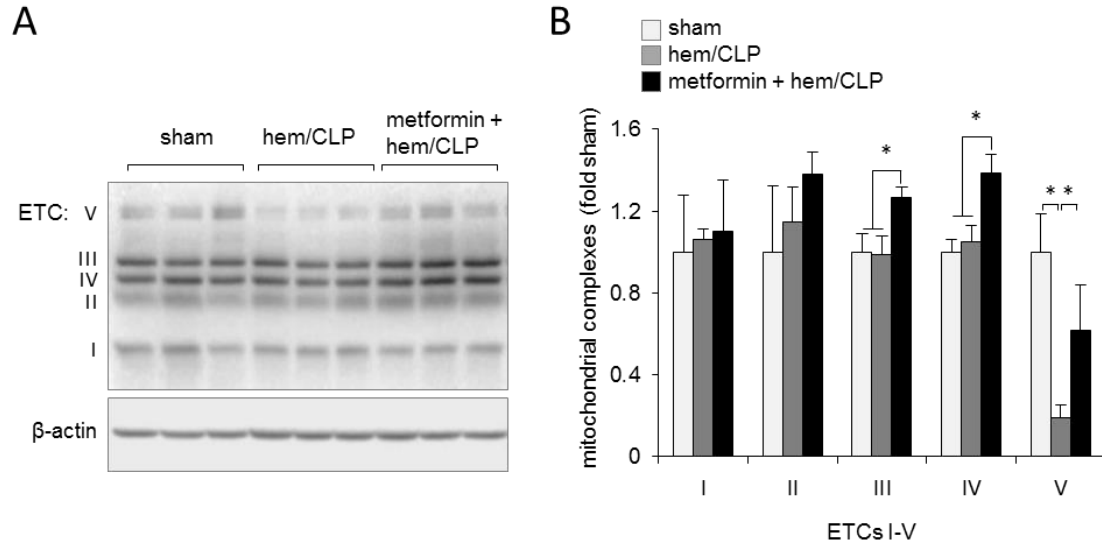 A
sham
hem/CLP
metformin +
hem/CLP
ETC: V
III
IV
II
I
β-actin
B
sham
hem/CLP
metformin + hem/CLP
mitochondrial complexes (fold sham)
1.6
1.2
0.8
0.4
0
*
*
* *
I II III IV V
ETCs I-V